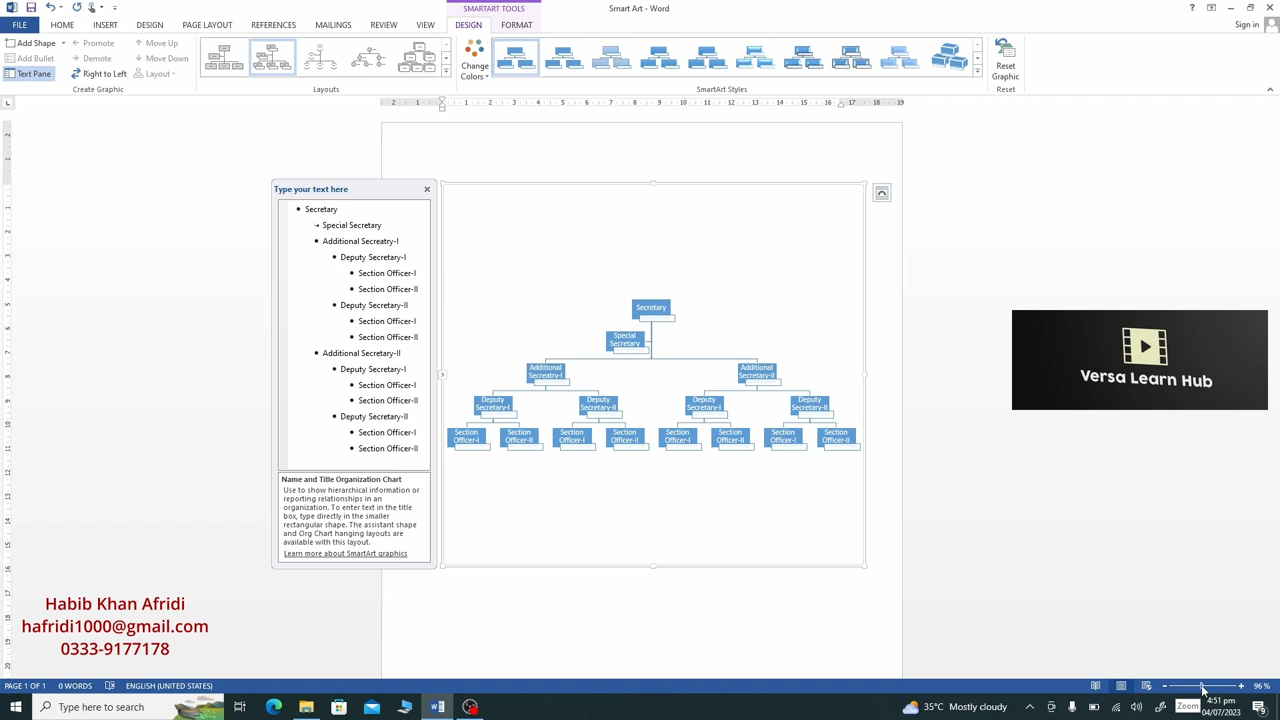 SMARTART TOOLS
Smart Art - Word
FILE
HOME
INSERT
DESIGN
PAGE LAYOUT
REFERENCES
MAILINGS
REVIEW
VIEW
DESIGN
FORMAT
Sign in
Add Shape
Promote
Move Up
Add Bullet
Demote
Move Down
Text Pane
Right to Left
Layout
Create Graphic
Layouts
Change
Colors
SmartArt Styles
Reset
Graphic
Reset
Type your text here
Secretary
Special Secretary
Additional Secreatry-I
Deputy Secretary-I
Section Officer-I
Section Officer-II
Deputy Secretary-II
Section Officer-I
Section Officer-II
Additional Secretary-II
Deputy Secretary-I
Section Officer-I
Section Officer-II
Deputy Secretary-II
Section Officer-I
Section Officer-II
Name and Title Organization Chart
Use to show hierarchical information or
reporting relationships in an
organization. To enter text in the title
box, type directly in the smaller
rectangular shape. The assistant shape
and Org Chart hanging layouts are
available with this layout.
Learn more about SmartArt graphics
Secretary
Special
Secretary
Additional
Secreatry-I
Additional
Secretary-II
Deputy
Secretary-I
Deputy
Secretary-II
Deputy
Secretary-I
Deputy
Secretary-II
Section
Officer-I
Section
Officer-II
Section
Officer-I
Section
Officer-II
Section
Officer-I
Section
Officer-II
Section
Officer-I
Section
Officer-II
Versa Learn Hub
Habib Khan Afridi
hafridi1000@gmail.com
0333-9177178
PAGE 1 OF 1
0 WORDS
ENGLISH (UNITED STATES)
96 %
Type here to search
35°C Mostly cloudy
Zoom
4:51 pm
04/07/2023